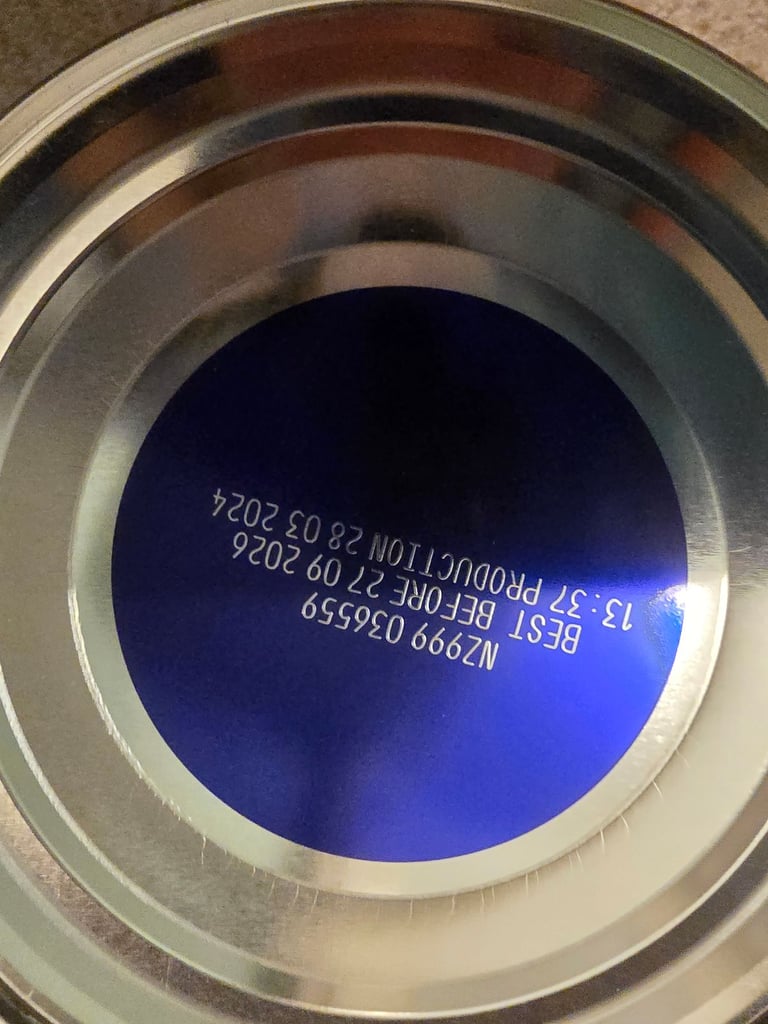 NZ999 036559
BEST BEFORE 27 09 2026
13:37 PRODUCTION 28 03 2024